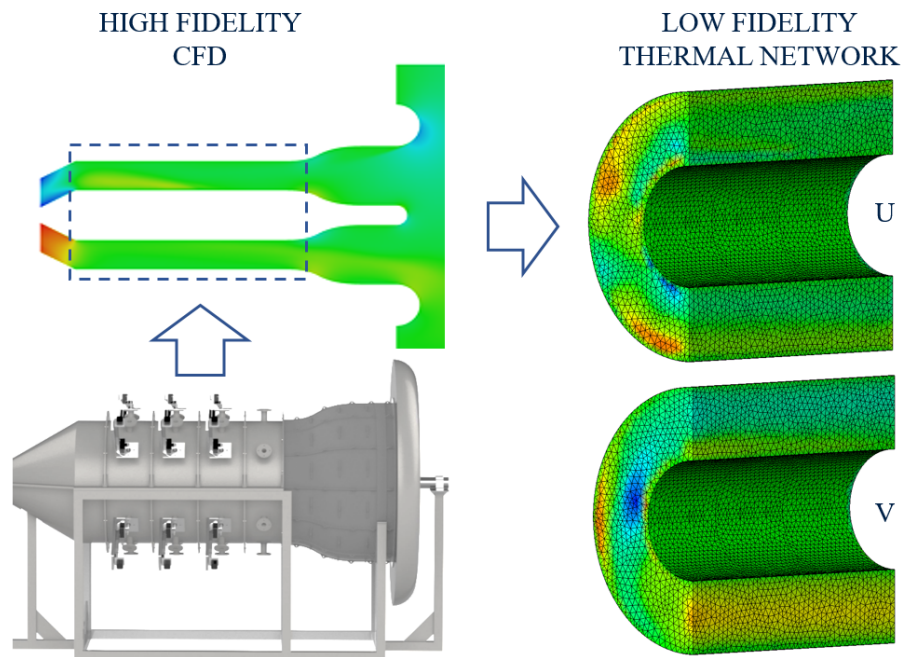 HIGH FIDELITY
CFD
LOW FIDELITY
THERMAL NETWORK
U
V